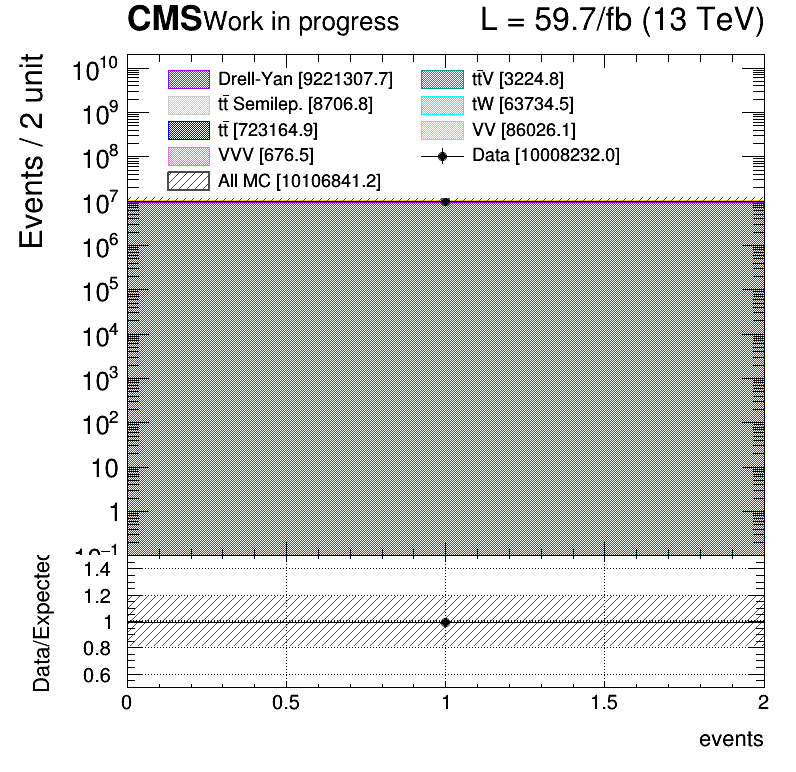 CMS Work in progress L = 59.7/fb (13 TeV)
Events / 2 unit
10^10
10^9
10^8
10^7
10^6
10^5
10^4
10^3
10^2
10
1
10^-1
Drell-Yan [9221307.7]
tt̄ Semilep. [8706.8]
tt̄ [723164.9]
VVV [676.5]
All MC [10106841.2]
tt̄V [3224.8]
tW [63734.5]
VV [86026.1]
Data [10008232.0]
Data/Expected
1.4
1.2
1
0.8
0.6
0 0.5 1 1.5 2
events